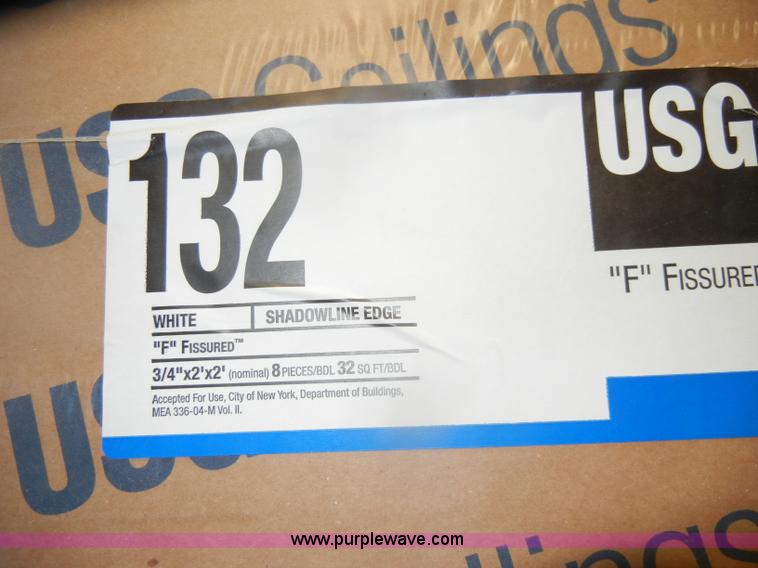 USG Ceilings
132
USG
WHITE SHADOWLINE EDGE
"F" FISSURED™
"F" FISSURED
3/4"x2'x2' (nominal) 8 PIECES/BDL 32 SQ FT/BDL
Accepted For Use, City of New York, Department of Buildings,
MEA 336-04-M Vol. II.
USG Ceilings
www.purplewave.com